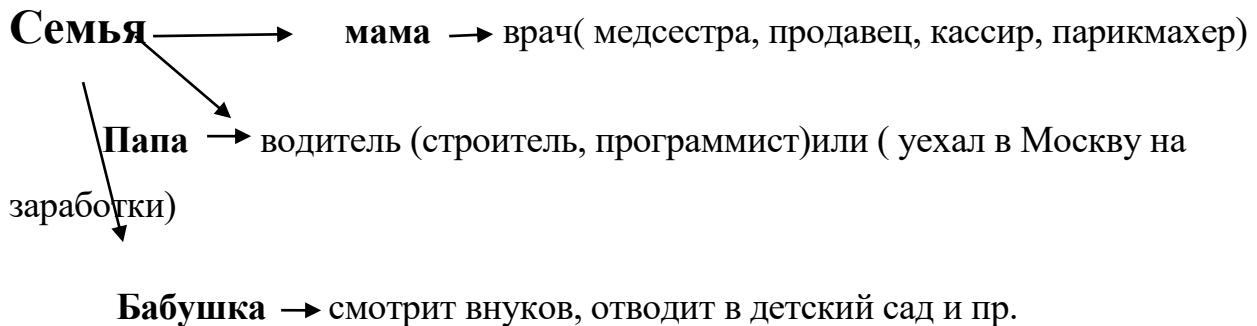 Семья мама врач( медсестра, продавец, кассир, парикмахер)
Папа водитель (строитель, программист)или ( уехал в Москву на
заработки)
Бабушка смотрит внуков, отводит в детский сад и пр.